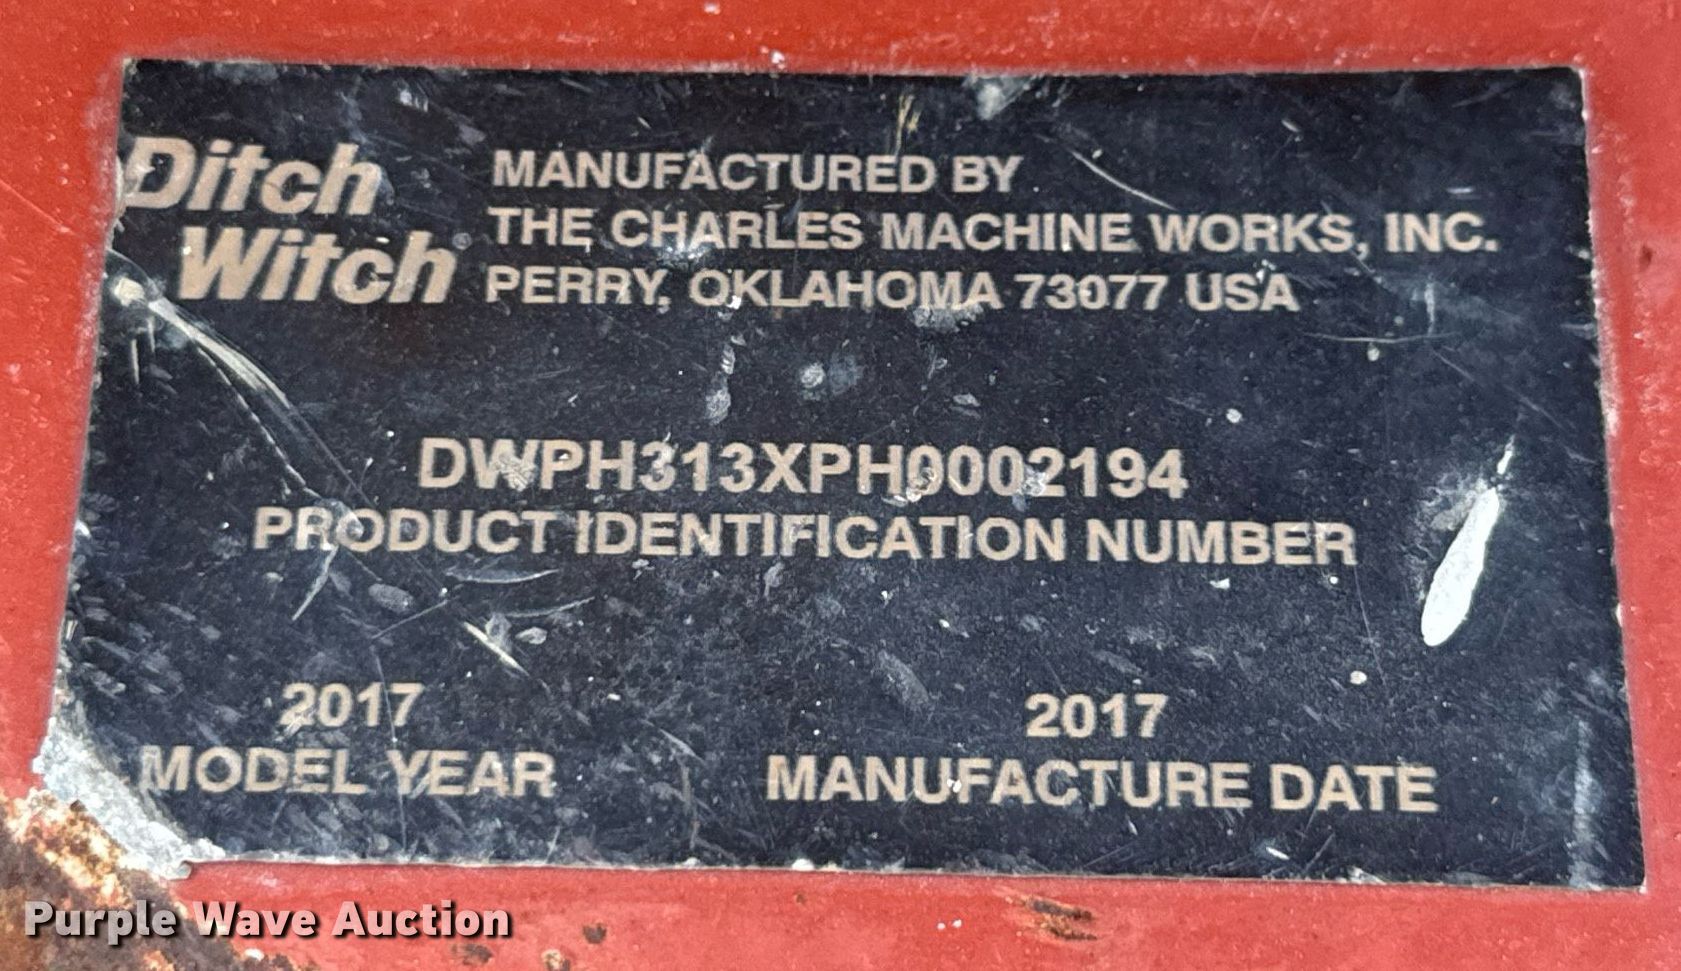 Ditch
Witch®
MANUFACTURED BY
THE CHARLES MACHINE WORKS, INC.
PERRY, OKLAHOMA 73077 USA
DWPH313XPH0002194
PRODUCT IDENTIFICATION NUMBER
2017
MODEL YEAR
2017
MANUFACTURE DATE
Purple Wave Auction